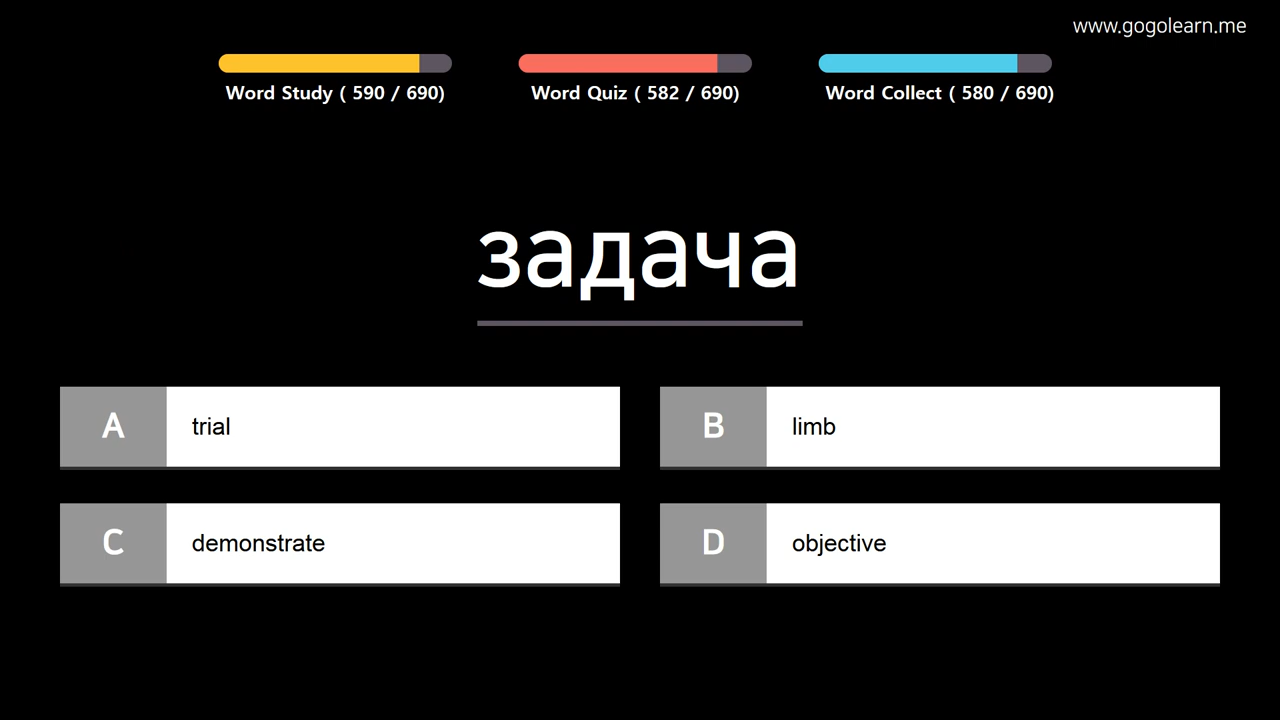 www.gogolearn.me
Word Study ( 590 / 690)
Word Quiz ( 582 / 690)
Word Collect ( 580 / 690)
задача
A trial
B limb
C demonstrate
D objective